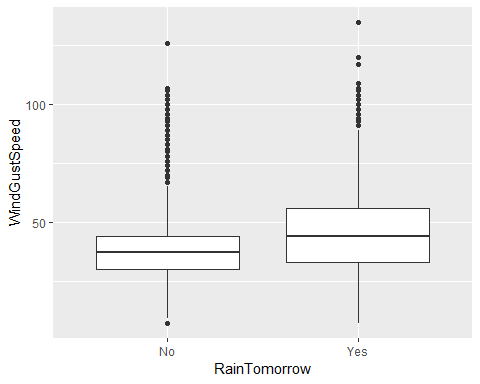 WindGustSpeed
100
50
No
Yes
RainTomorrow